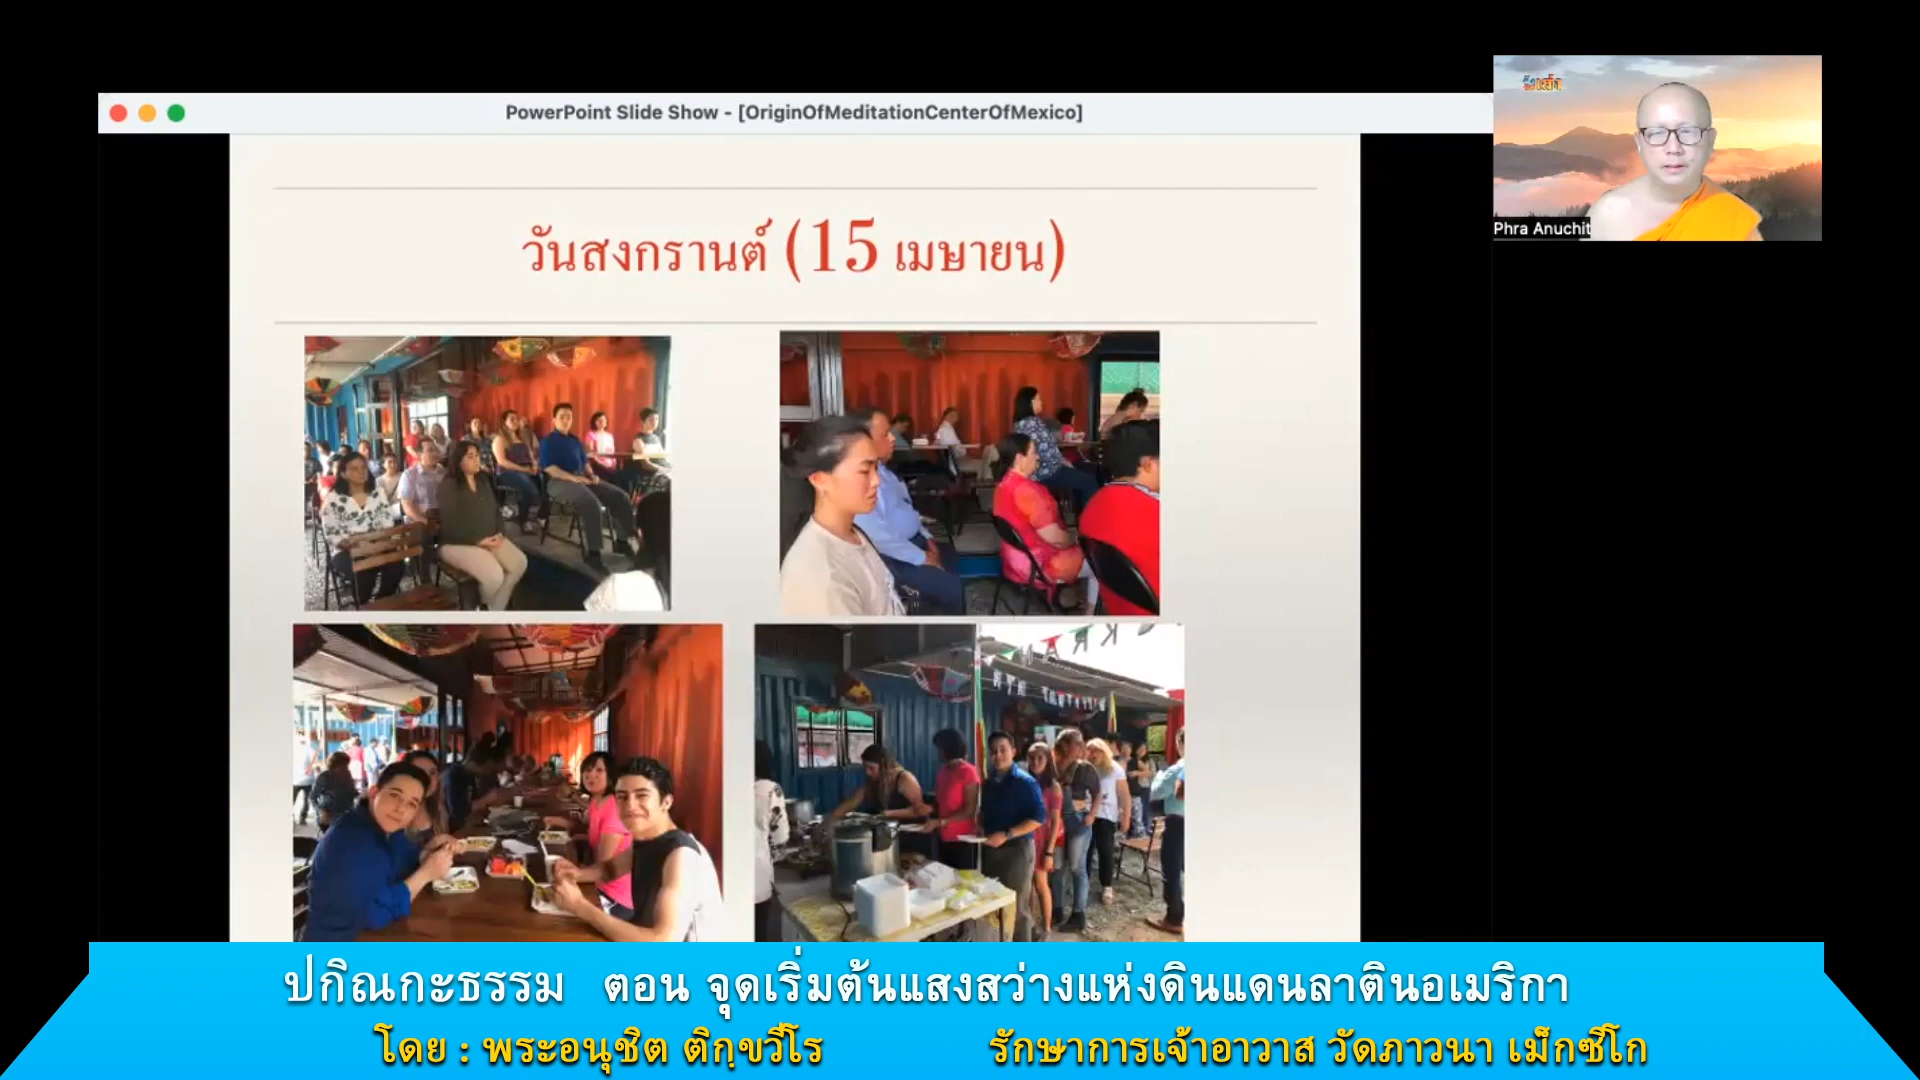 PowerPoint Slide Show - [OriginOfMeditationCenterOfMexico]
Phra Anuchit
วันสงกรานต์ (15 เมษายน)
ปกิณกะธรรม ตอน จุดเริ่มต้นแสงสว่างแห่งดินแดนลาตินอเมริกา
โดย : พระอนุชิต ติกฺขวีโร รักษาการเจ้าอาวาส วัดภาวนา เม็กซิโก